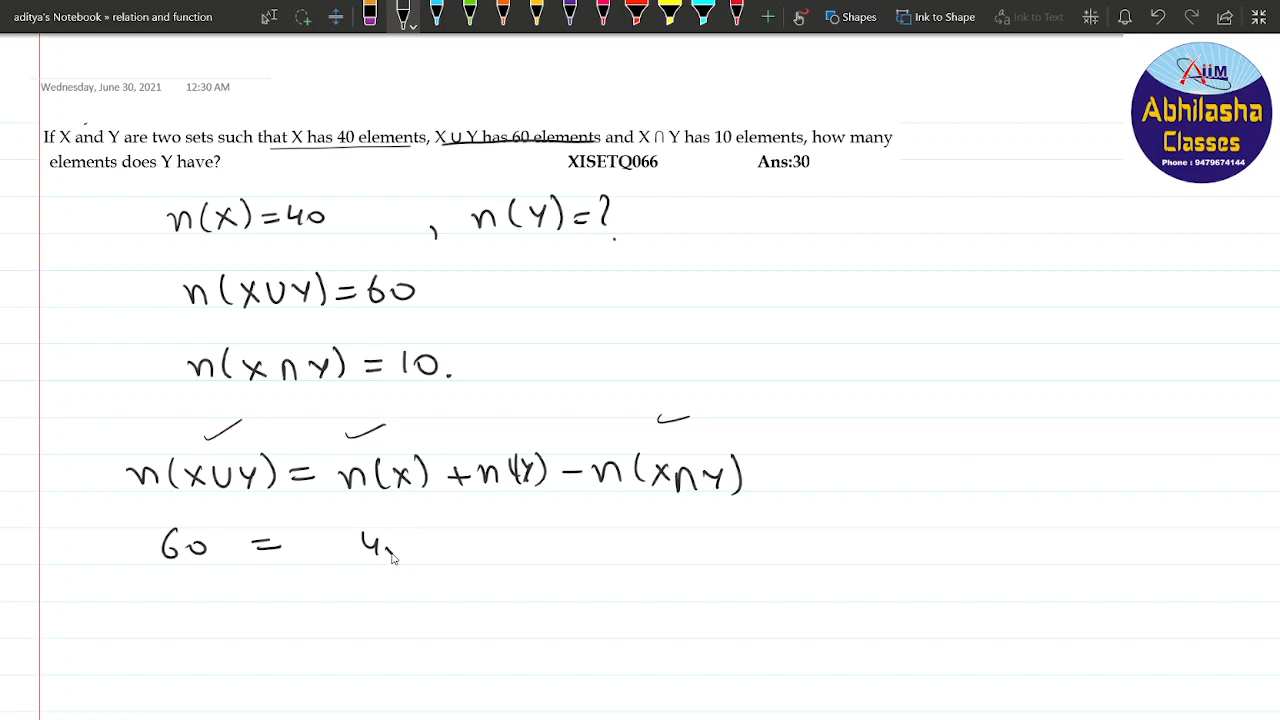 aditya's Notebook » relation and function
Shapes
Ink to Shape
Ink to Text
Wednesday, June 30, 2021 12:30 AM
AIIM
Abhilasha
Classes
Phone : 9479674144
If X and Y are two sets such that X has 40 elements, X ∪ Y has 60 elements and X ∩ Y has 10 elements, how many
elements does Y have? XISETQ066 Ans:30
n(X)=40 , n(Y)=?
n(X∪Y)=60
n(X∩Y)=10.
n(X∪Y)=n(X)+n(Y)-n(X∩Y)
60 = 4